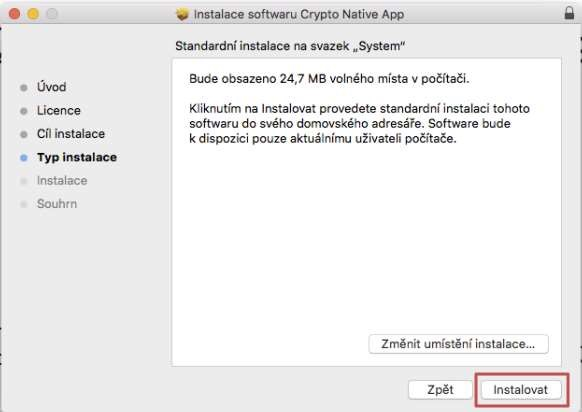 Instalace softwaru Crypto Native App
Standardní instalace na svazek „System“
Úvod
Licence
Cíl instalace
Typ instalace
Instalace
Souhrn
Bude obsazeno 24,7 MB volného místa v počítači.
Kliknutím na Instalovat provedete standardní instalaci tohoto
softwaru do svého domovského adresáře. Software bude
k dispozici pouze aktuálnímu uživateli počítače.
Změnit umístění instalace...
Zpět
Instalovat